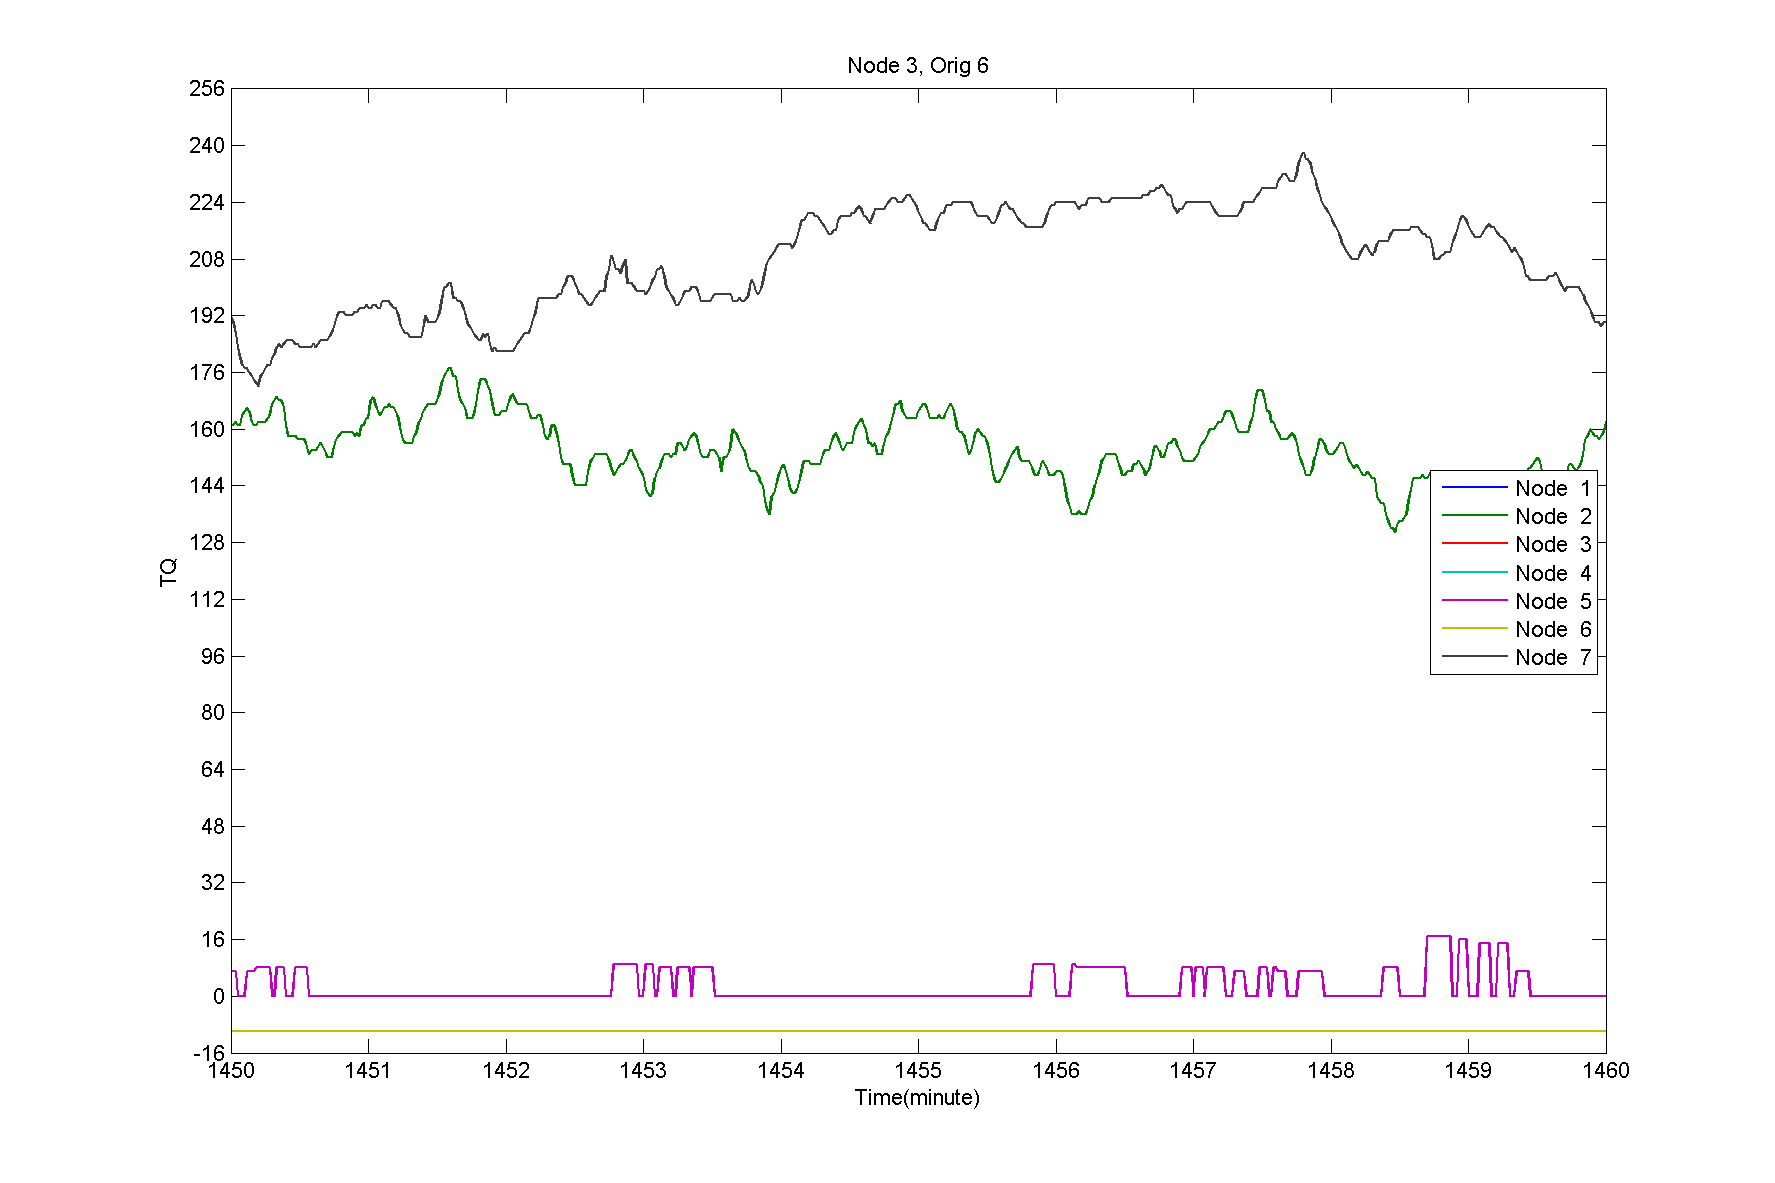 Node 3, Orig 6
256
240
224
208
192
176
160
144
128
112
96
80
64
48
32
16
0
-16
TQ
Node 1
Node 2
Node 3
Node 4
Node 5
Node 6
Node 7
1450 1451 1452 1453 1454 1455 1456 1457 1458 1459 1460
Time(minute)